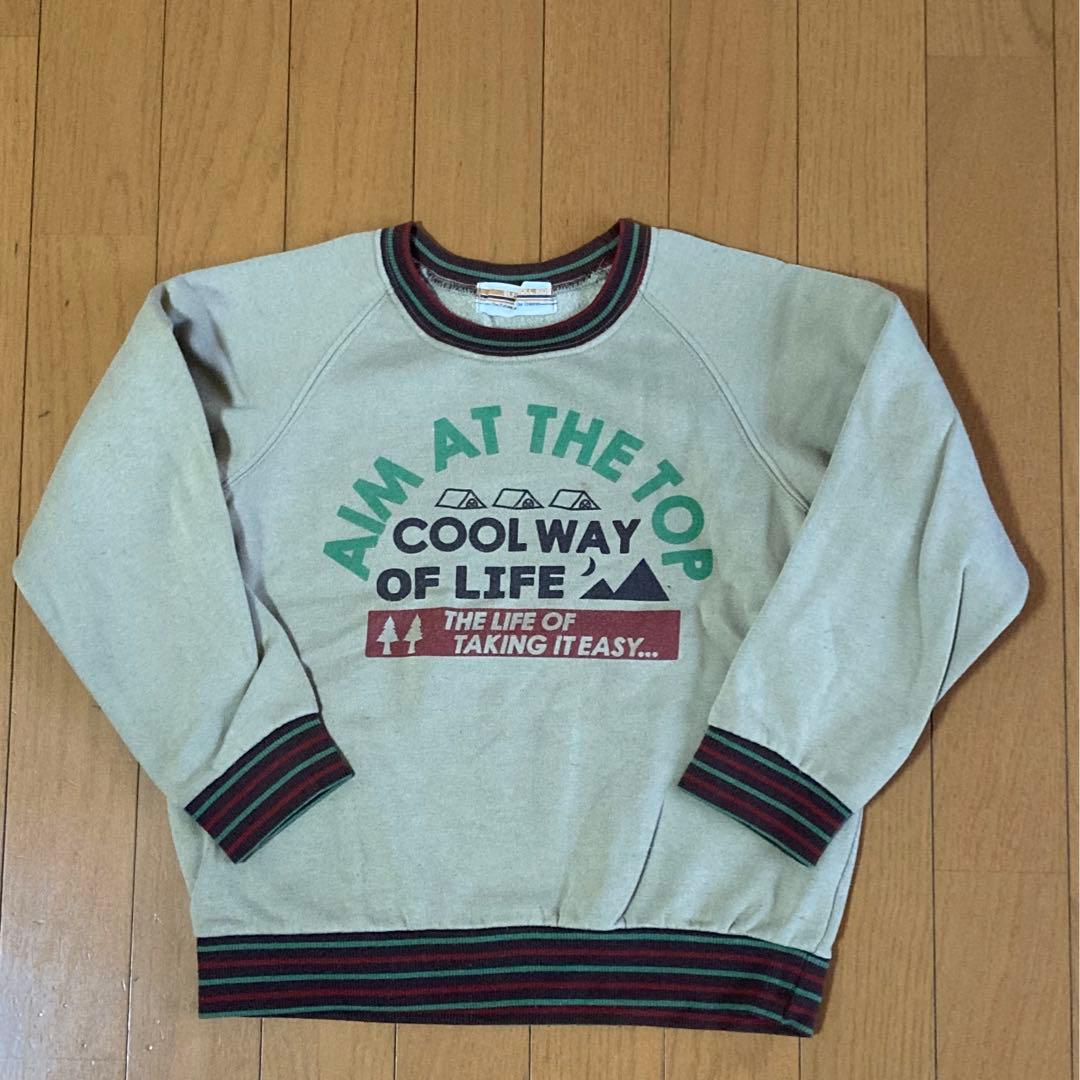 AIM AT THE TOP
COOL WAY
OF LIFE
THE LIFE OF
TAKING IT EASY...